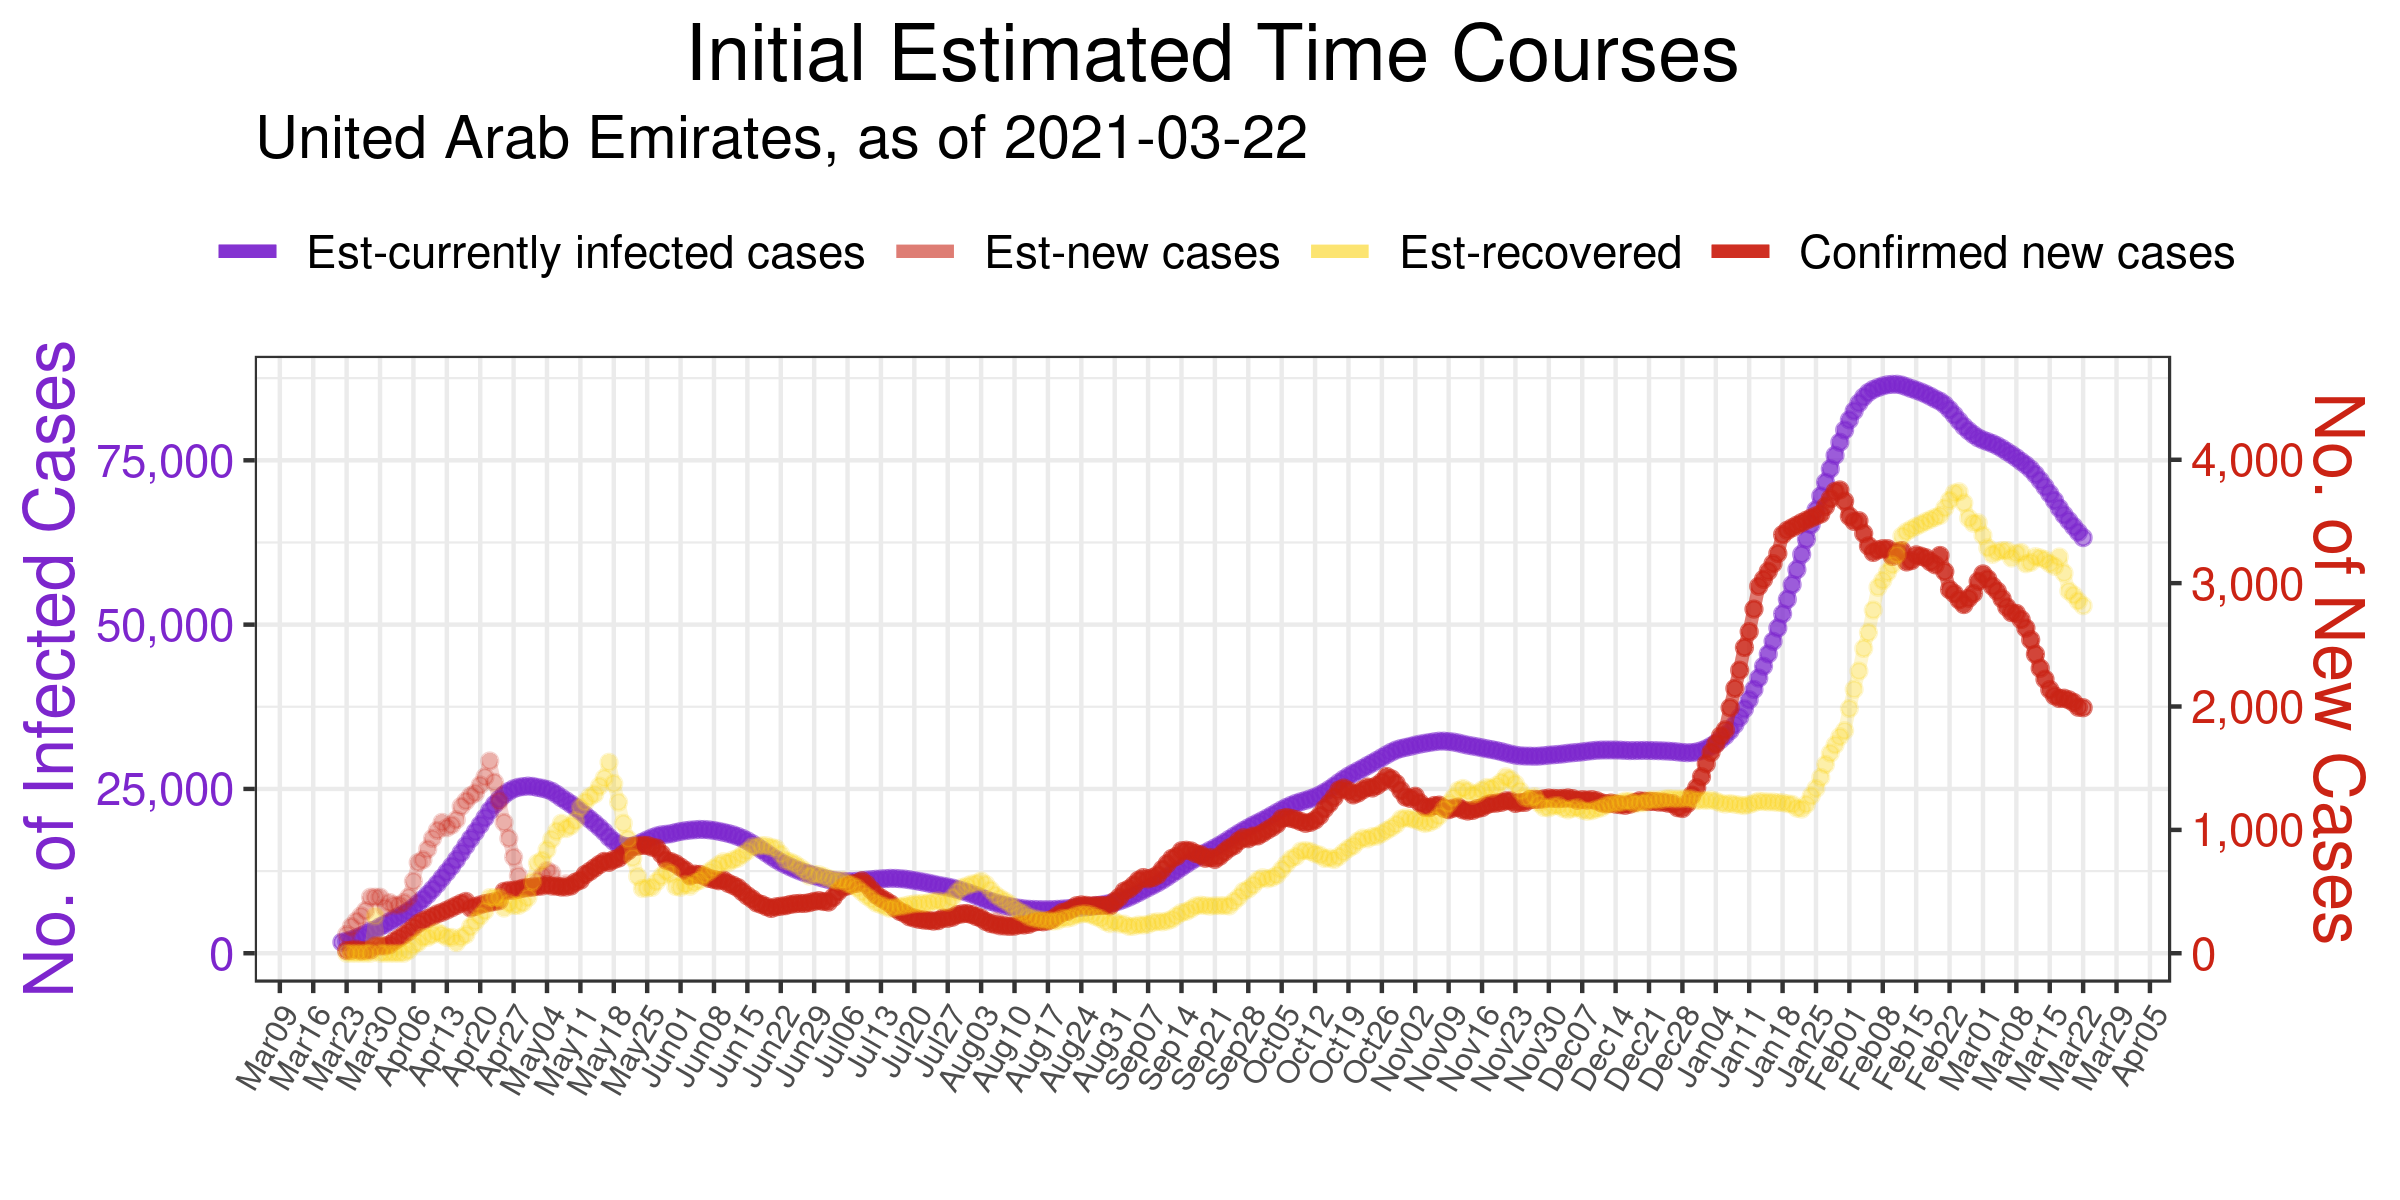 Initial Estimated Time Courses
United Arab Emirates, as of 2021-03-22
Est-currently infected cases Est-new cases Est-recovered Confirmed new cases
No. of Infected Cases
75,000
50,000
25,000
0
No. of New Cases
4,000
3,000
2,000
1,000
0
Mar09 Mar16 Mar23 Mar30 Apr06 Apr13 Apr20 Apr27 May04 May11 May18 May25 Jun01 Jun08 Jun15 Jun22 Jun29 Jul06 Jul13 Jul20 Jul27 Aug03 Aug10 Aug17 Aug24 Aug31 Sep07 Sep14 Sep21 Sep28 Oct05 Oct12 Oct19 Oct26 Nov02 Nov09 Nov16 Nov23 Nov30 Dec07 Dec14 Dec21 Dec28 Jan04 Jan11 Jan18 Jan25 Feb01 Feb08 Feb15 Feb22 Mar01 Mar08 Mar15 Mar22 Mar29 Apr05